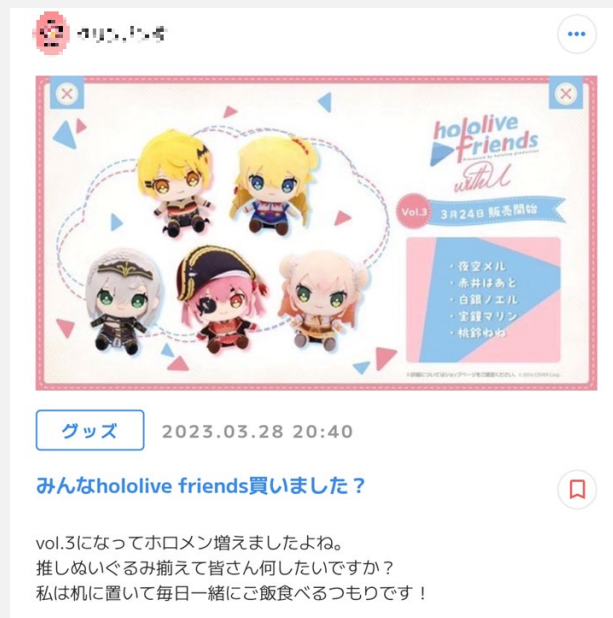 hololive
friends
with U
Vol.3
3月24日 販売開始
・夜空メル
・赤井はあと
・白銀ノエル
・宝鐘マリン
・桃鈴ねね
グッズ
2023.03.28 20:40
みんなhololive friends買いました？
vol.3になってホロメン増えましたよね。
推しぬいぐるみ揃えて皆さん何したいですか？
私は机に置いて毎日一緒にご飯食べるつもりです！